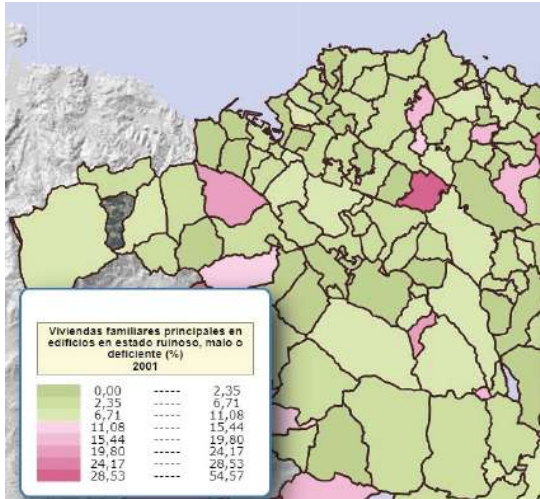 Viviendas familiares principales en
edificios en estado ruinoso, malo o
deficiente (%)
2001
0,00 ----- 2,35
2,35 ----- 6,71
6,71 ----- 11,08
11,08 ----- 15,44
15,44 ----- 19,80
19,80 ----- 24,17
24,17 ----- 28,53
28,53 ----- 54,57